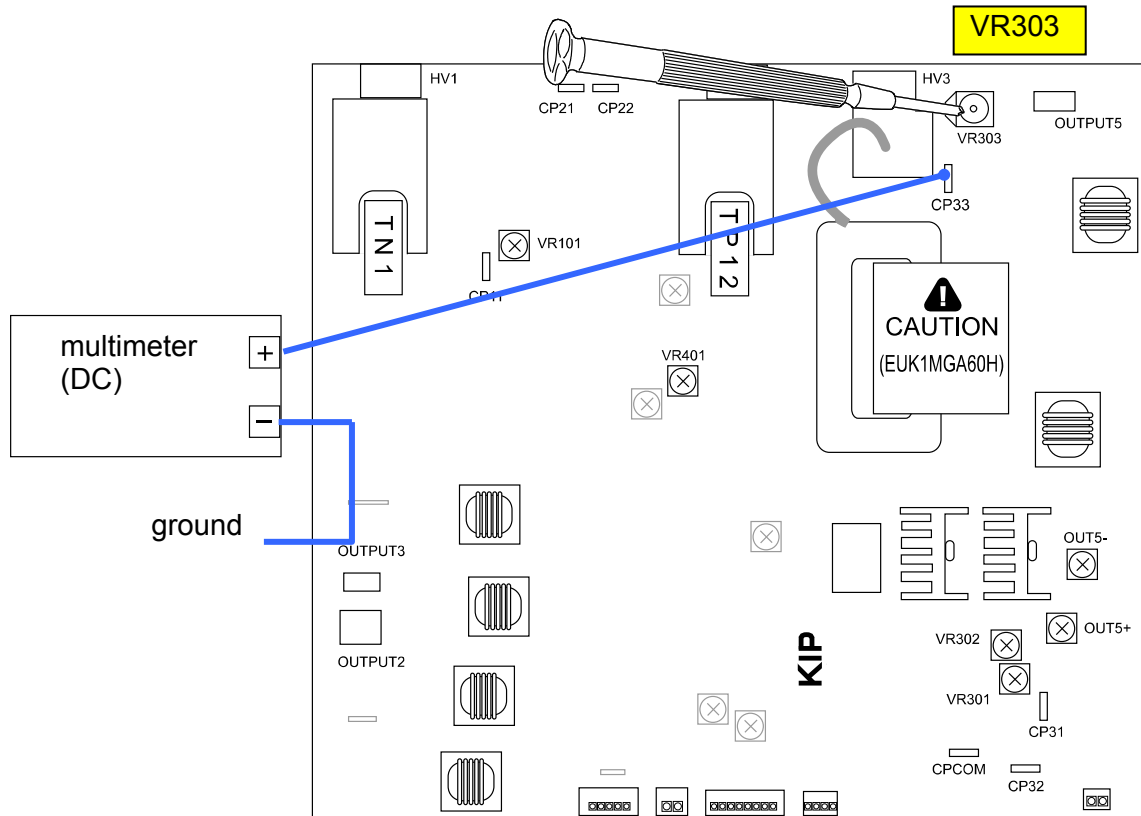 VR303
HV1
HV3
CP21
CP22
VR303
OUTPUT5
CP33
TN1
TP12
VR101
CP11
CAUTION
(EUK1MGA60H)
multimeter
(DC)
+
−
VR401
ground
OUTPUT3
OUTPUT2
OUT5-
OUT5+
VR302
VR301
KIP
CP31
CPCOM
CP32